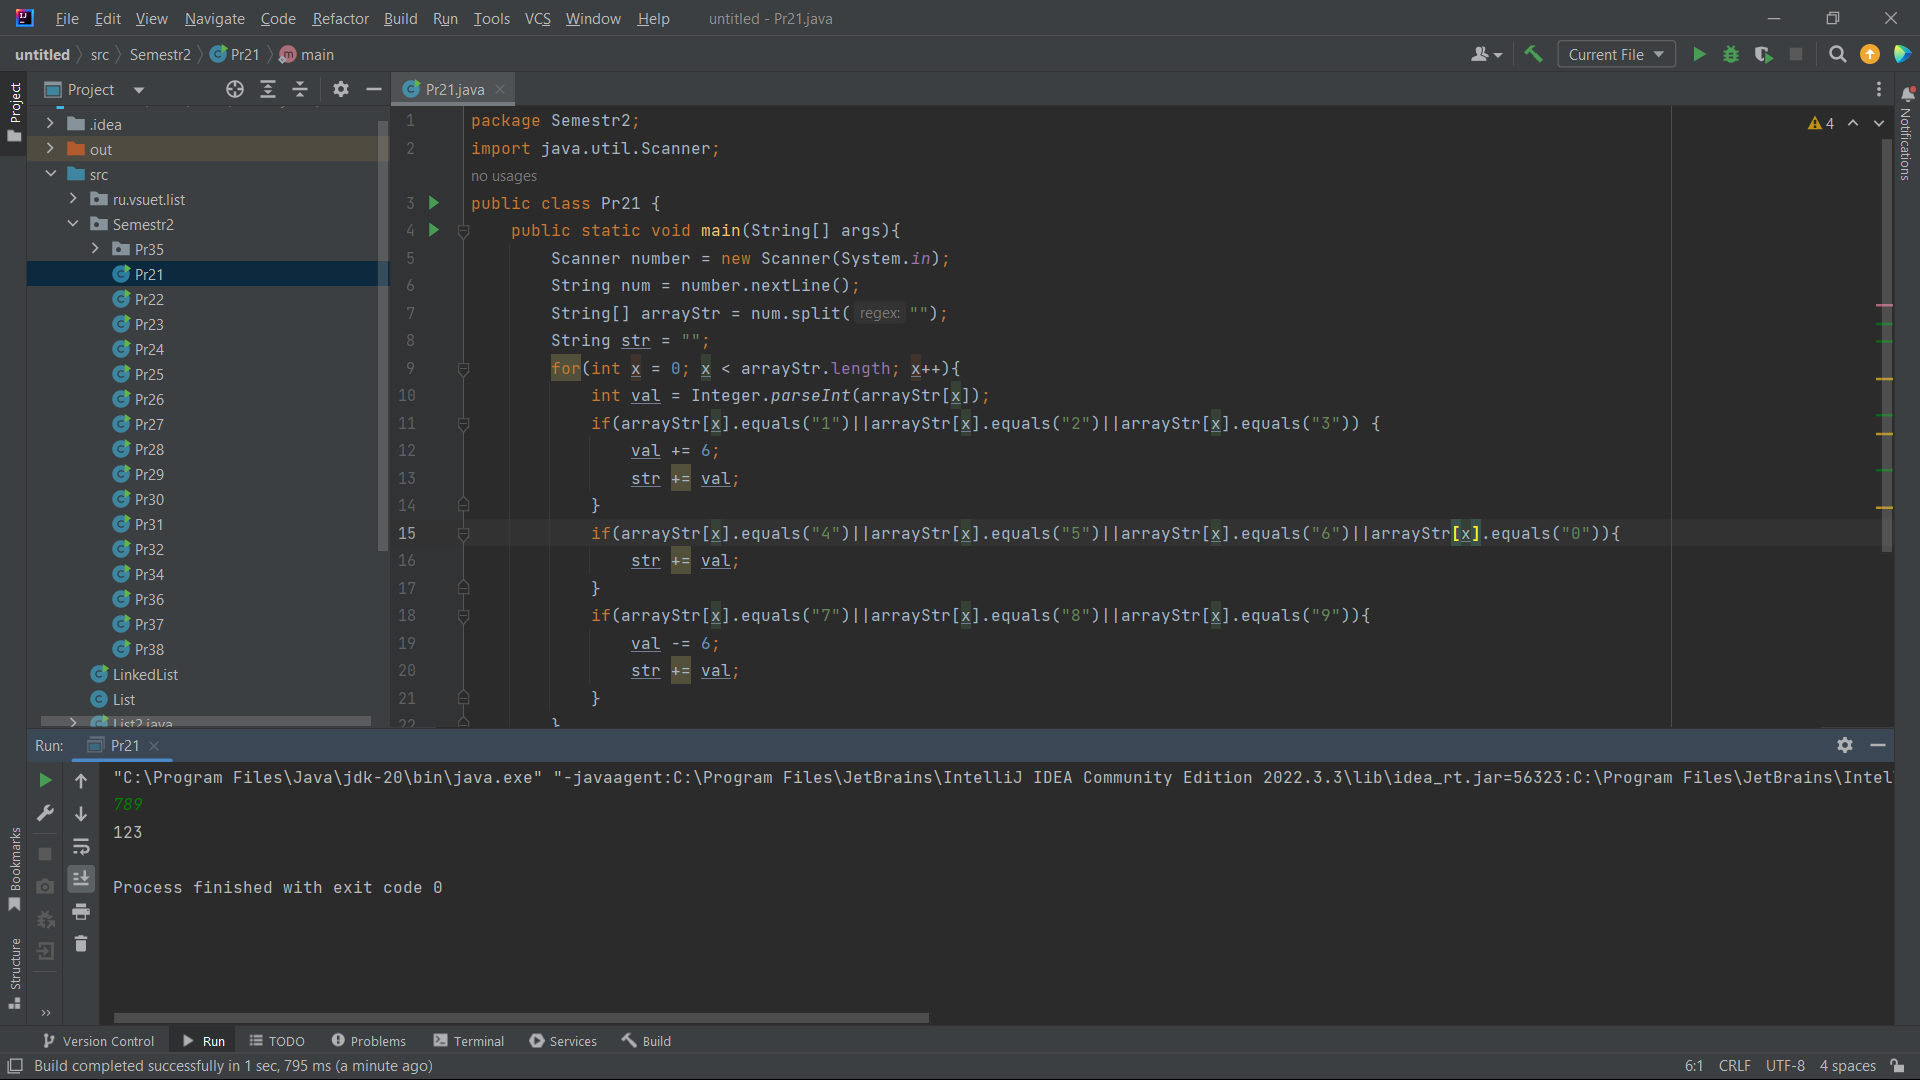 File Edit View Navigate Code Refactor Build Run Tools VCS Window Help untitled - Pr21.java
untitled src Semestr2 Pr21 main Current File
Project Pr21.java
Project
Notifications
Bookmarks
Structure
.idea
out
src
ru.vsuet.list
Semestr2
Pr35
Pr21
Pr22
Pr23
Pr24
Pr25
Pr26
Pr27
Pr28
Pr29
Pr30
Pr31
Pr32
Pr34
Pr36
Pr37
Pr38
LinkedList
List
List2.java
4
1 package Semestr2;
2 import java.util.Scanner;
no usages
3 public class Pr21 {
4 public static void main(String[] args){
5 Scanner number = new Scanner(System.in);
6 String num = number.nextLine();
7 String[] arrayStr = num.split( regex: "");
8 String str = "";
9 for(int x = 0; x < arrayStr.length; x++){
10 int val = Integer.parseInt(arrayStr[x]);
11 if(arrayStr[x].equals("1")||arrayStr[x].equals("2")||arrayStr[x].equals("3")) {
12 val += 6;
13 str += val;
14 }
15 if(arrayStr[x].equals("4")||arrayStr[x].equals("5")||arrayStr[x].equals("6")||arrayStr[x].equals("0")){
16 str += val;
17 }
18 if(arrayStr[x].equals("7")||arrayStr[x].equals("8")||arrayStr[x].equals("9")){
19 val -= 6;
20 str += val;
21 }
22 }
Run: Pr21
"C:\Program Files\Java\jdk-20\bin\java.exe" "-javaagent:C:\Program Files\JetBrains\IntelliJ IDEA Community Edition 2022.3.3\lib\idea_rt.jar=56323:C:\Program Files\JetBrains\Intel
789
123
Process finished with exit code 0
Version Control Run TODO Problems Terminal Services Build
Build completed successfully in 1 sec, 795 ms (a minute ago) 6:1 CRLF UTF-8 4 spaces